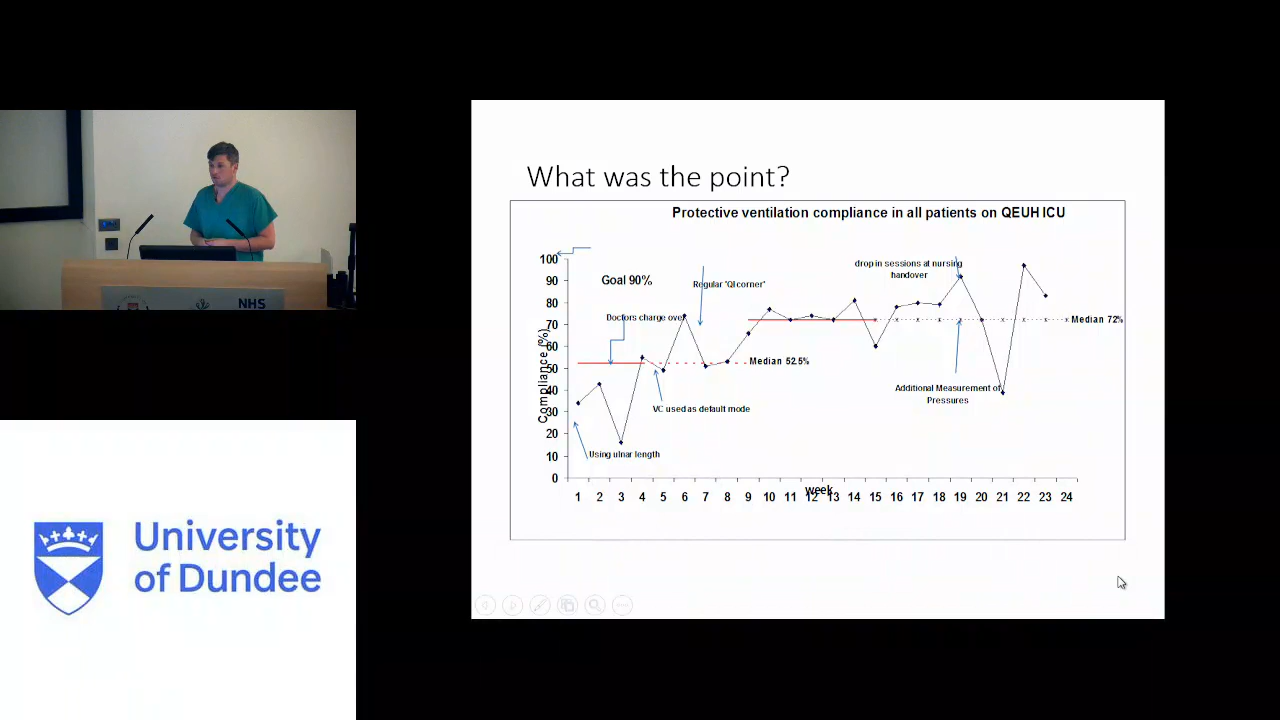 NHS
University
of Dundee
What was the point?
Protective ventilation compliance in all patients on QEUH ICU
Goal 90%
Doctors charge over
Regular 'QI corner'
drop in sessions at nursing
handover
Median 72%
Median 52.5%
VC used as default mode
Additional Measurement of
Pressures
Using ulnar length
Compliance (%)
100
90
80
70
60
50
40
30
20
10
0
1 2 3 4 5 6 7 8 9 10 11 12 13 14 15 16 17 18 19 20 21 22 23 24
week